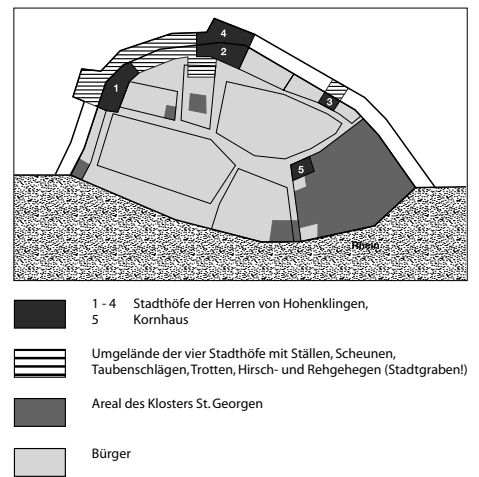 4
2
1
3
5
Rhein
1 - 4 Stadthöfe der Herren von Hohenklingen,
5 Kornhaus
Umgelände der vier Stadthöfe mit Ställen, Scheunen,
Taubenschlägen, Trotten, Hirsch- und Rehgehegen (Stadtgraben!)
Areal des Klosters St. Georgen
Bürger